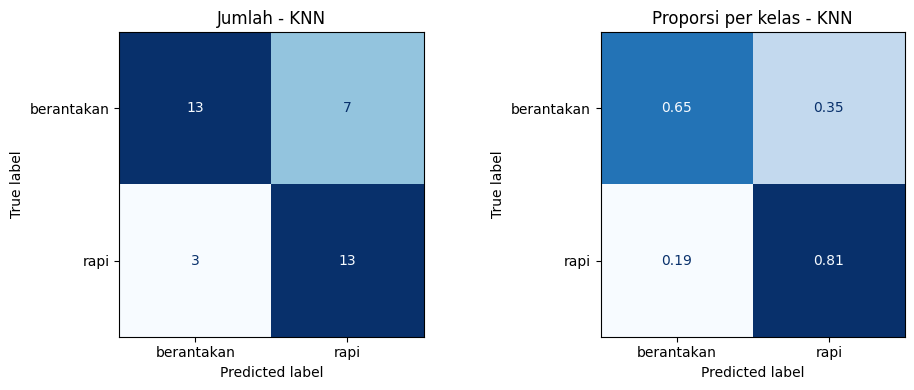 Jumlah - KNN
True label
berantakan
13
7
rapi
3
13
berantakan
rapi
Predicted label
Proporsi per kelas - KNN
True label
berantakan
0.65
0.35
rapi
0.19
0.81
berantakan
rapi
Predicted label